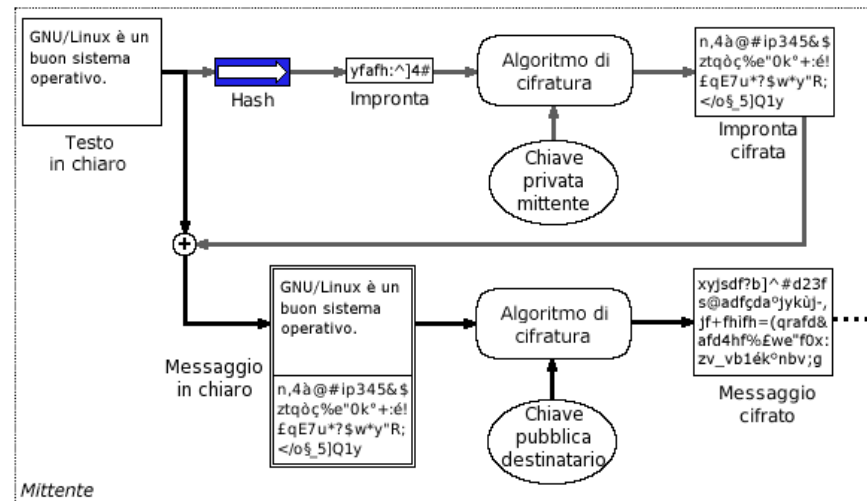 GNU/Linux è un
buon sistema
operativo.
Testo
in chiaro
Hash
yfafh:^]4#
Impronta
Algoritmo di
cifratura
Chiave
privata
mittente
n,4à@#ip345&$
ztqòç%e"0k°+:é!
£qE7u*?$w*y"R;
</o§_5]Q1y
Impronta
cifrata
+
Messaggio
in chiaro
GNU/Linux è un
buon sistema
operativo.
n,4à@#ip345&$
ztqòç%e"0k°+:é!
£qE7u*?$w*y"R;
</o§_5]Q1y
Algoritmo di
cifratura
Chiave
pubblica
destinatario
xyjsdf?b]^#d23f
s@adfçda°jykùj-,
jf+fhifh=(qrafd&
afd4hf%£we"f0x:
zv_vb1ék°nbv;g
Messaggio
cifrato
Mittente